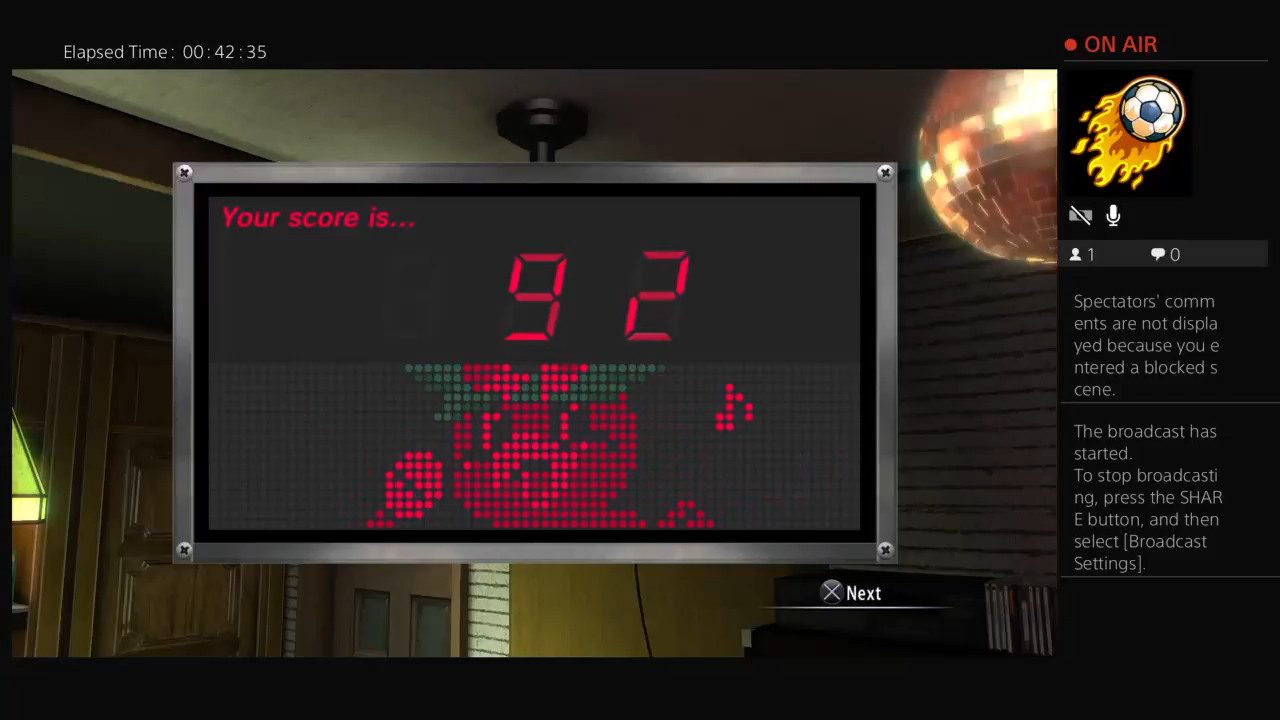 Elapsed Time: 00:42:35
ON AIR
Your score is...
92
1 0
Spectators' comm
ents are not displa
yed because you e
ntered a blocked s
cene.
The broadcast has
started.
To stop broadcasti
ng, press the SHAR
E button, and then
select [Broadcast
Settings].
Next